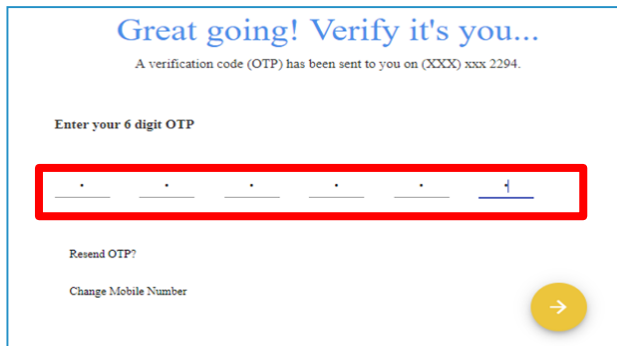 Great going! Verify it's you...
A verification code (OTP) has been sent to you on (XXX) xxx 2294.
Enter your 6 digit OTP
Resend OTP?
Change Mobile Number